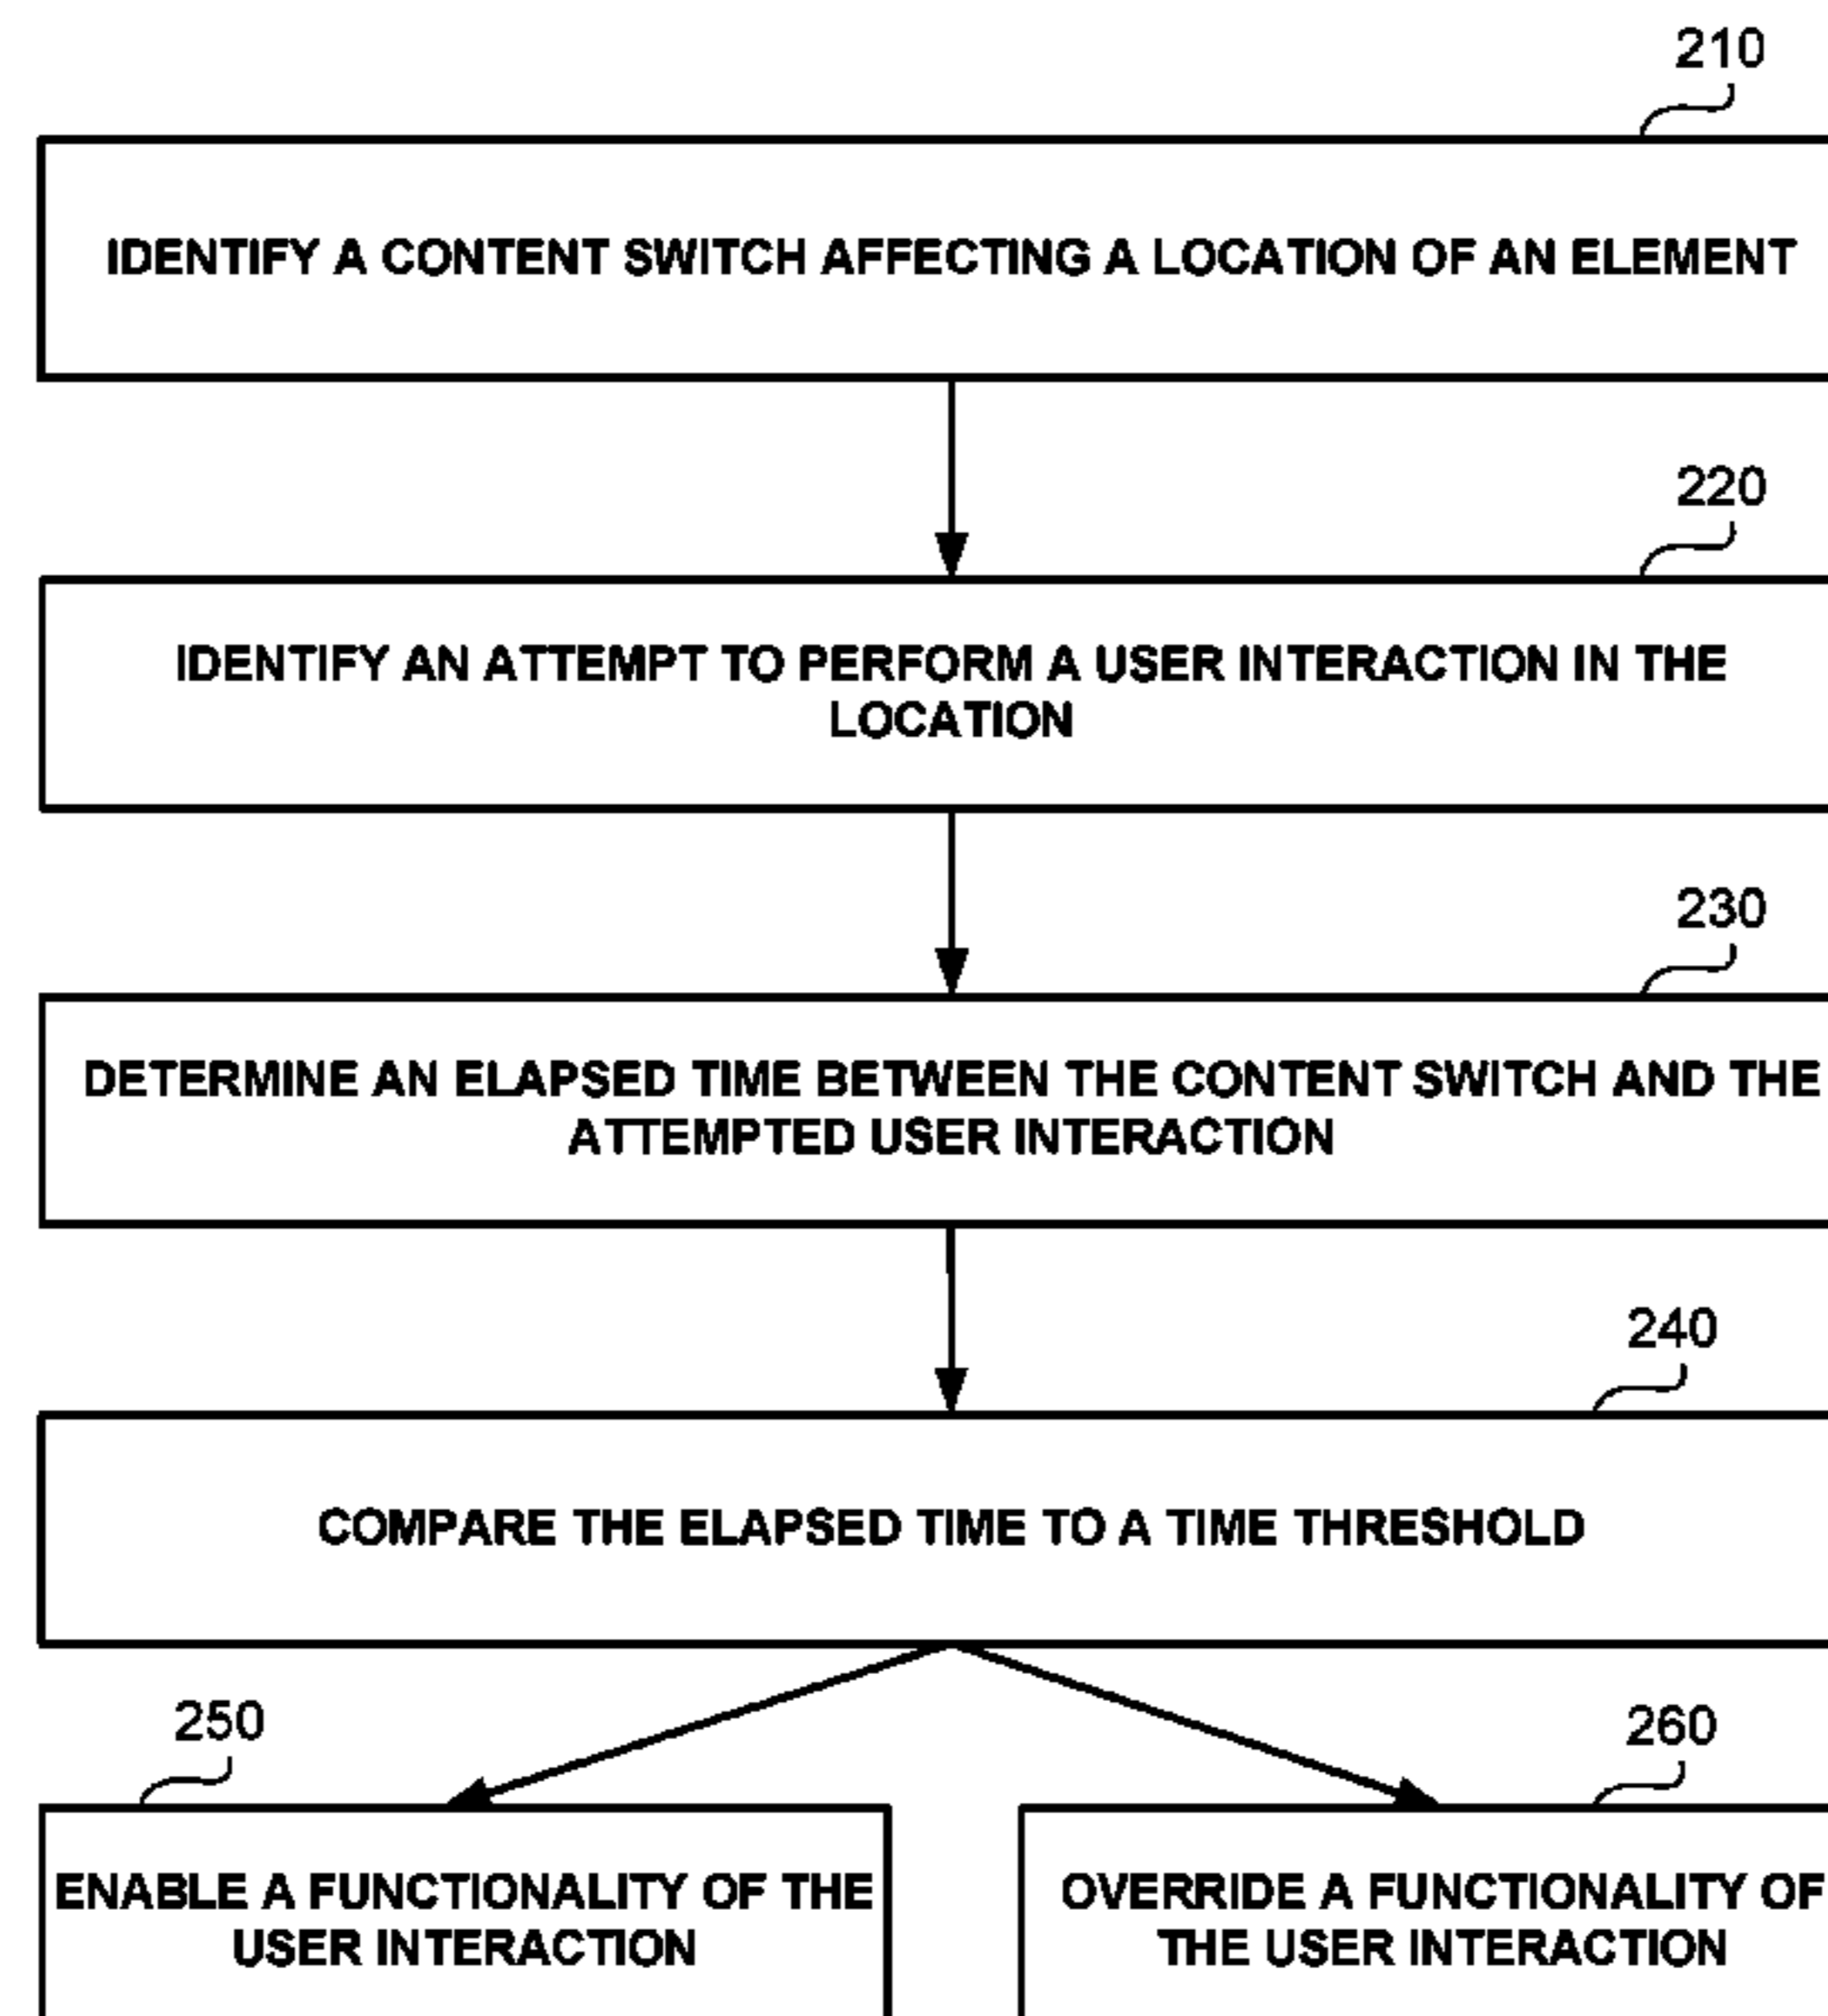 210
IDENTIFY A CONTENT SWITCH AFFECTING A LOCATION OF AN ELEMENT
220
IDENTIFY AN ATTEMPT TO PERFORM A USER INTERACTION IN THE
LOCATION
230
DETERMINE AN ELAPSED TIME BETWEEN THE CONTENT SWITCH AND THE
ATTEMPTED USER INTERACTION
240
COMPARE THE ELAPSED TIME TO A TIME THRESHOLD
250
ENABLE A FUNCTIONALITY OF THE
USER INTERACTION
260
OVERRIDE A FUNCTIONALITY OF
THE USER INTERACTION